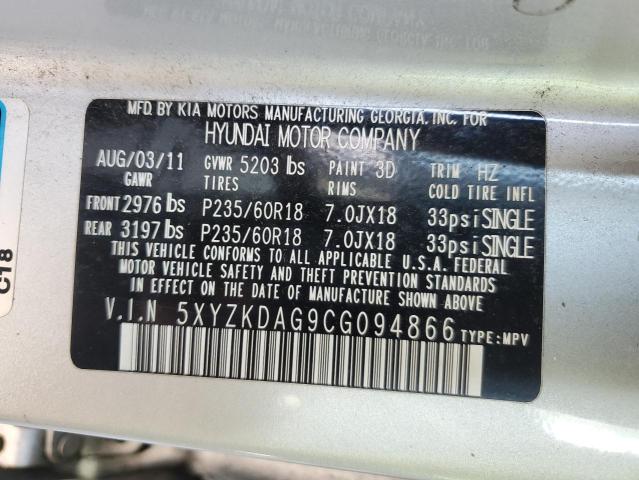 MFD. BY KIA MOTORS MANUFACTURING GEORGIA, INC. FOR
HYUNDAI MOTOR COMPANY
AUG/03/11 GVWR 5203 lbs PAINT 3D TRIM HZ
GAWR TIRES RIMS COLD TIRE INFL
FRONT 2976 lbs P235/60R18 7.0JX18 33psi SINGLE
REAR 3197 lbs P235/60R18 7.0JX18 33psi SINGLE
THIS VEHICLE CONFORMS TO ALL APPLICABLE U.S.A. FEDERAL
MOTOR VEHICLE SAFETY AND THEFT PREVENTION STANDARDS
IN EFFECT ON THE DATE OF MANUFACTURE SHOWN ABOVE.
V.I.N 5XYZKDAG9CG094866 TYPE: MPV
C18